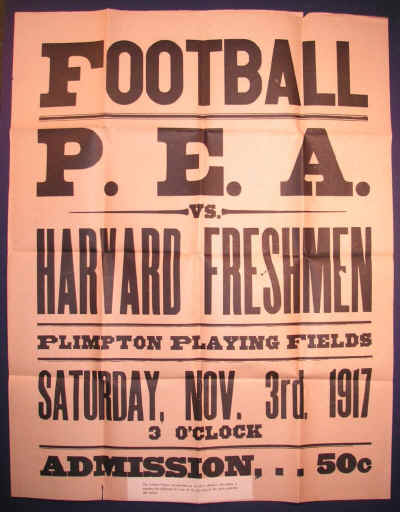 FOOTBALL
P. E. A.
VS.
HARVARD FRESHMEN
PLIMPTON PLAYING FIELDS
SATURDAY, NOV. 3rd, 1917
3 O'CLOCK
ADMISSION, . . 50c